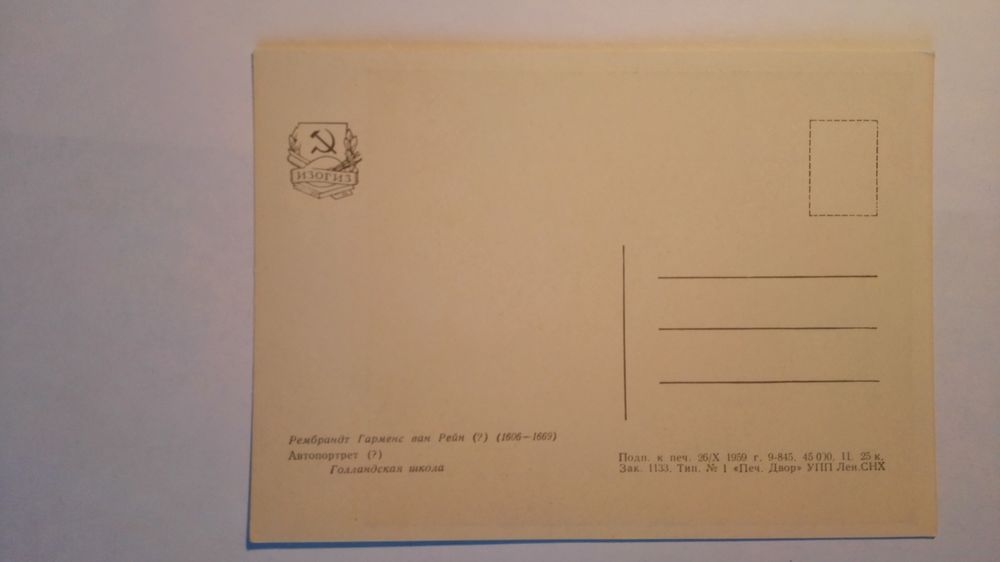 ИЗОГИЗ
Рембрандт Гарменс ван Рейн (?) (1606—1669)
Автопортрет (?)
Голландская школа
Подп. к печ. 26/X 1959 г. 9-845. 45 000, Ц. 25 к.
Зак. 1133. Тип. № 1 «Печ. Двор» УПП Лен.СНХ